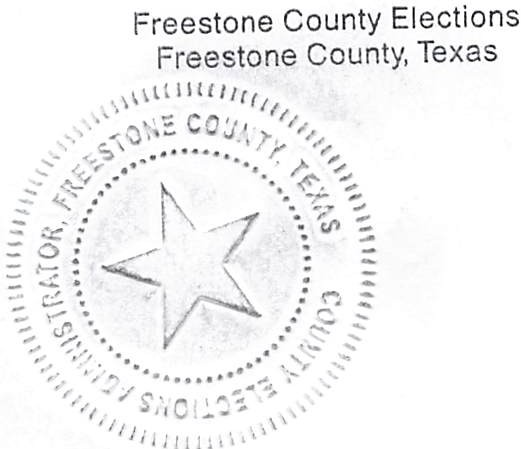 Freestone County Elections
Freestone County, Texas
COUNTY ELECTIONS ADMINISTRATOR, FREESTONE COUNTY, TEXAS